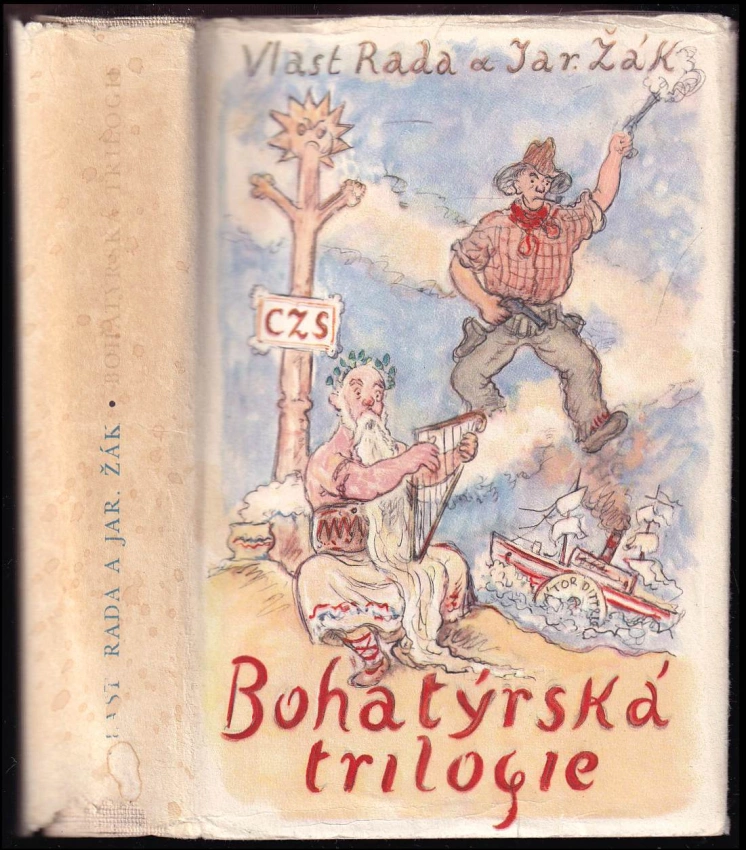 Vlast Rada a Jar. Žák
CZS
Bohatýrská
trilogie
RADA A JAR. ŽÁK • BOHATÝRSKÁ TRILOGIE